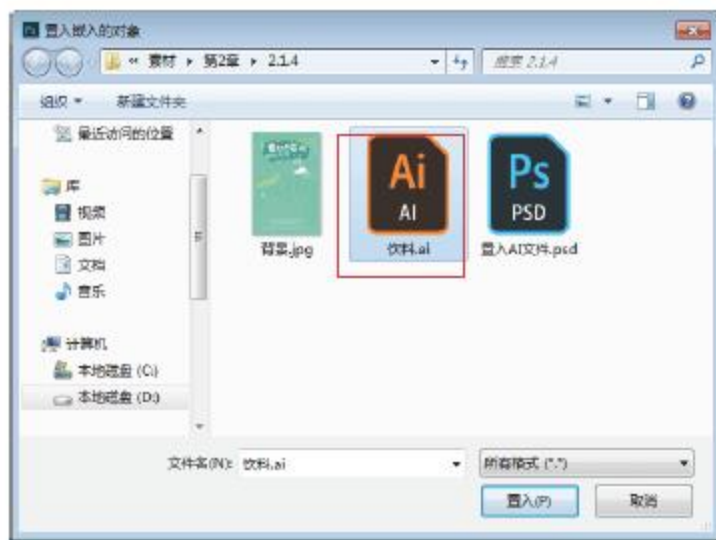 置入嵌入的对象
« 素材 ▸ 第2章 ▸ 2.1.4
搜索 2.1.4
组织 新建文件夹
最近访问的位置
库
视频
图片
文档
音乐
计算机
本地磁盘 (C:)
本地磁盘 (D:)
背景.jpg
Ai
AI
饮料.ai
Ps
PSD
置入AI文件.psd
文件名(N): 饮料.ai
所有格式 (*.*)
置入(P) 取消